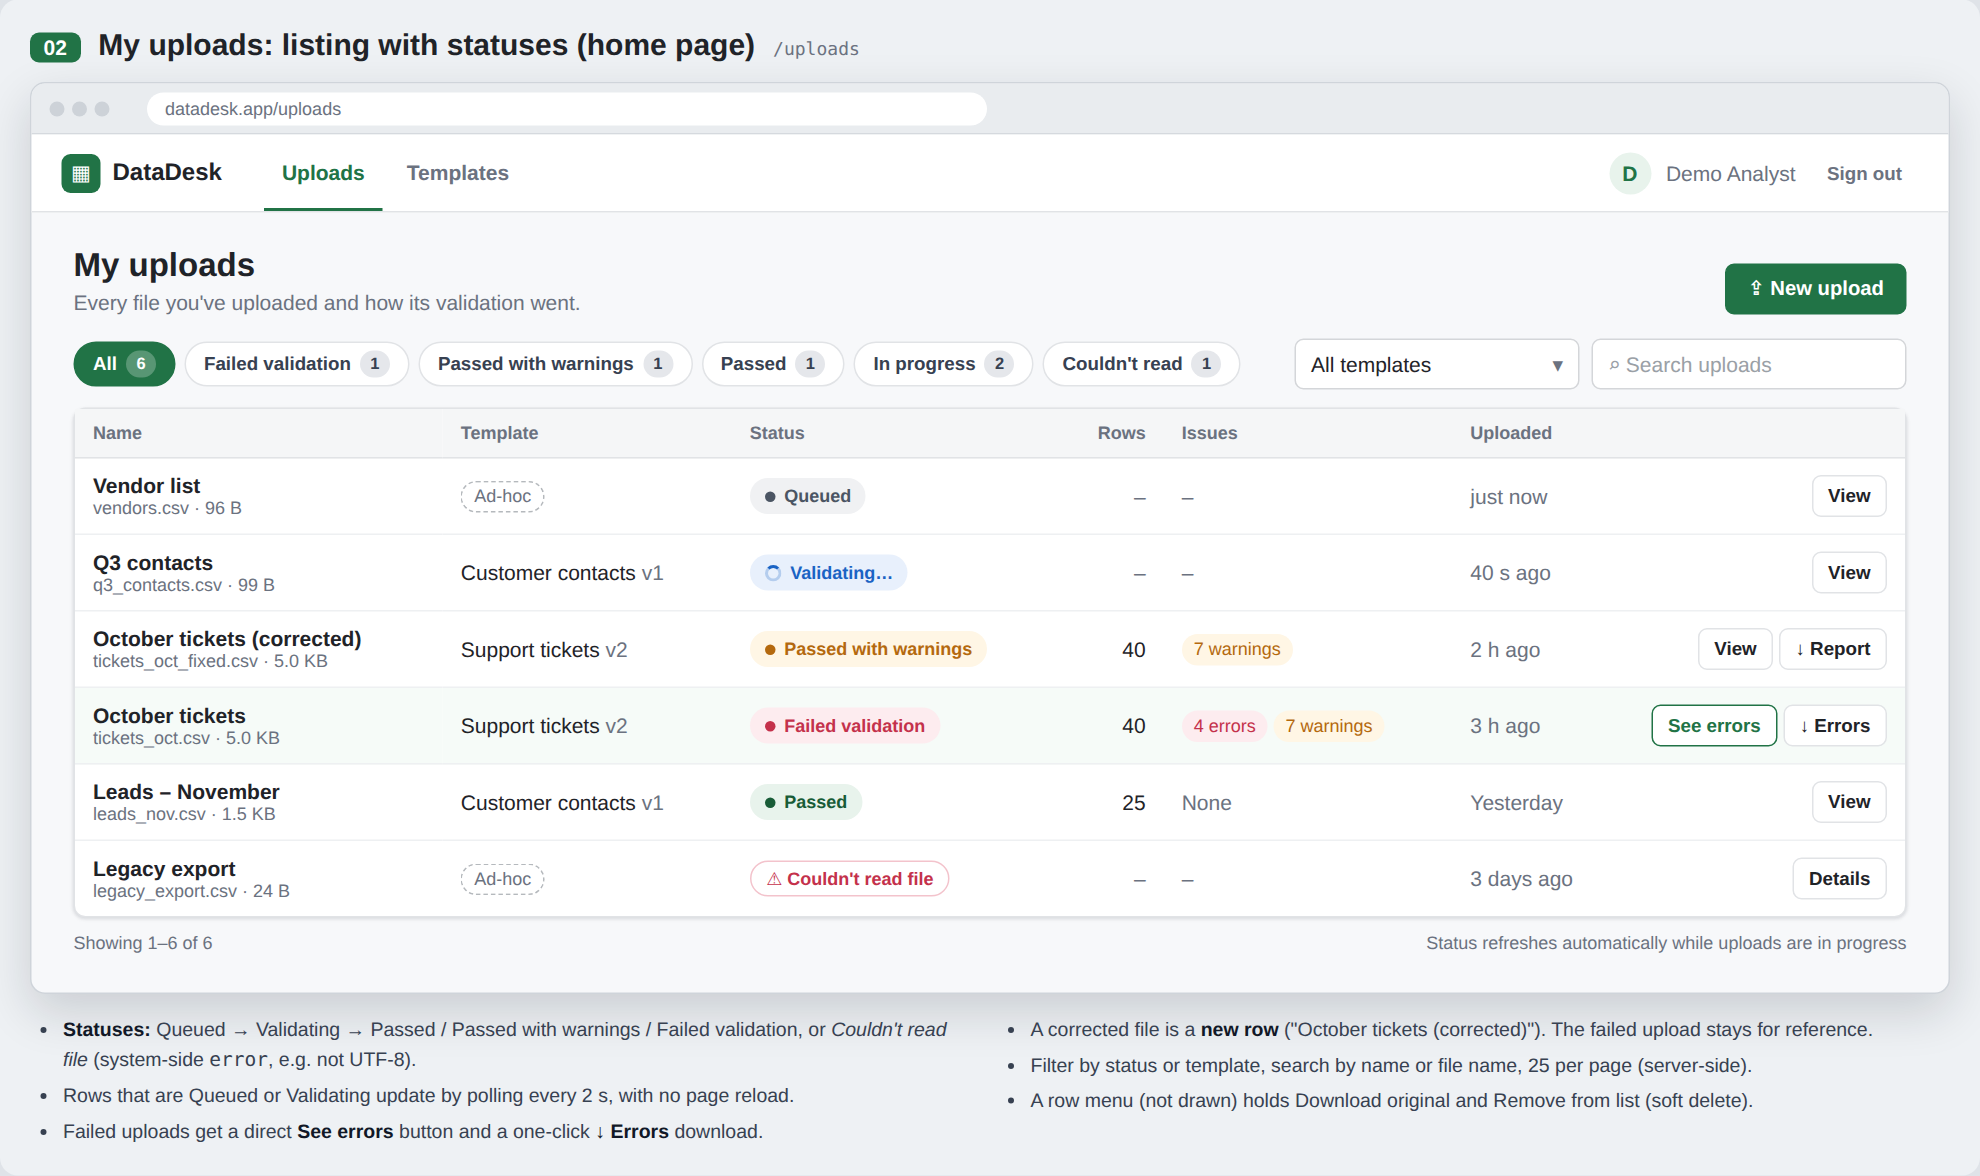 02 My uploads: listing with statuses (home page) /uploads
datadesk.app/uploads
DataDesk Uploads Templates D Demo Analyst Sign out
My uploads
Every file you've uploaded and how its validation went.
⇪ New upload
All 6 Failed validation 1 Passed with warnings 1 Passed 1 In progress 2 Couldn't read 1 All templates ▾ Search uploads
Name Template Status Rows Issues Uploaded
Vendor list
vendors.csv · 96 B
Ad-hoc Queued – – just now View
Q3 contacts
q3_contacts.csv · 99 B
Customer contacts v1 Validating… – – 40 s ago View
October tickets (corrected)
tickets_oct_fixed.csv · 5.0 KB
Support tickets v2 Passed with warnings 40 7 warnings 2 h ago View ↓ Report
October tickets
tickets_oct.csv · 5.0 KB
Support tickets v2 Failed validation 40 4 errors 7 warnings 3 h ago See errors ↓ Errors
Leads – November
leads_nov.csv · 1.5 KB
Customer contacts v1 Passed 25 None Yesterday View
Legacy export
legacy_export.csv · 24 B
Ad-hoc ⚠ Couldn't read file – – 3 days ago Details
Showing 1–6 of 6 Status refreshes automatically while uploads are in progress
• Statuses: Queued → Validating → Passed / Passed with warnings / Failed validation, or Couldn't read
file (system-side error, e.g. not UTF-8).
• Rows that are Queued or Validating update by polling every 2 s, with no page reload.
• Failed uploads get a direct See errors button and a one-click ↓ Errors download.
• A corrected file is a new row ("October tickets (corrected)"). The failed upload stays for reference.
• Filter by status or template, search by name or file name, 25 per page (server-side).
• A row menu (not drawn) holds Download original and Remove from list (soft delete).